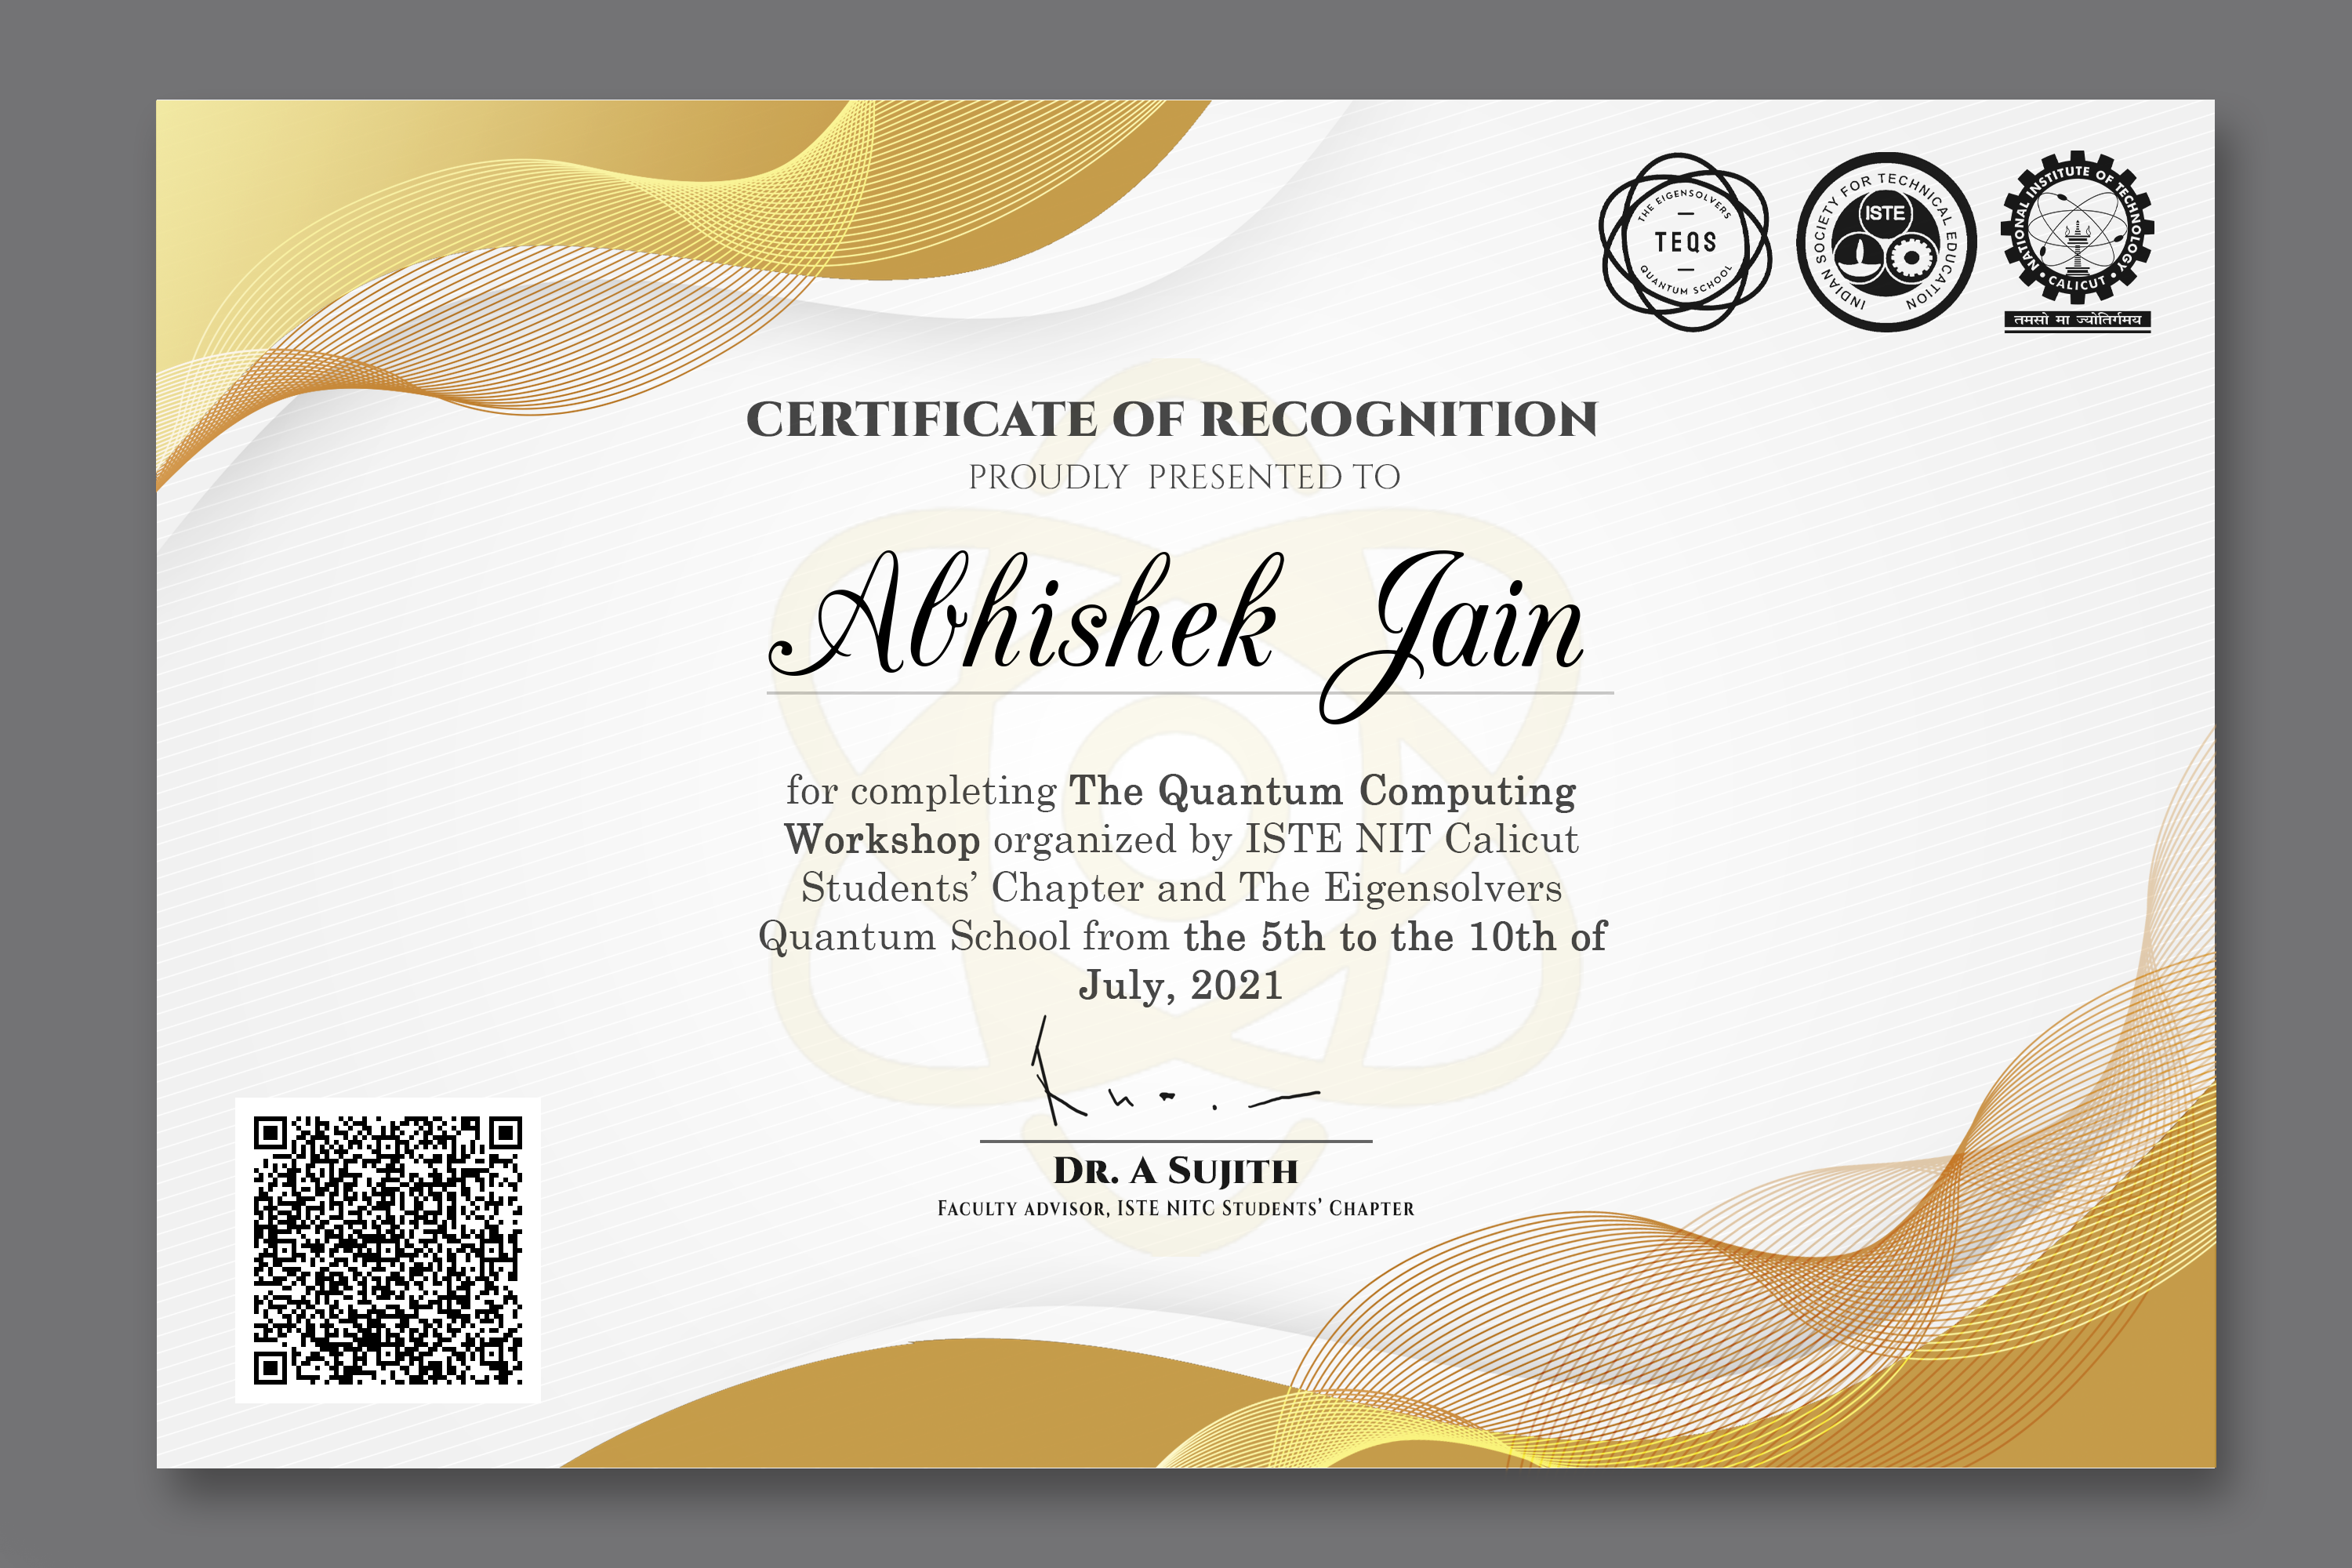 THE EIGENSOLVERS
TEQS
QUANTUM SCHOOL
INDIAN SOCIETY FOR TECHNICAL EDUCATION
ISTE
NATIONAL INSTITUTE OF TECHNOLOGY
• CALICUT •
तमसो मा ज्योतिर्गमय
CERTIFICATE OF RECOGNITION
PROUDLY PRESENTED TO
Abhishek Jain
for completing The Quantum Computing
Workshop organized by ISTE NIT Calicut
Students’ Chapter and The Eigensolvers
Quantum School from the 5th to the 10th of
July, 2021
DR. A SUJITH
FACULTY ADVISOR, ISTE NITC STUDENTS’ CHAPTER